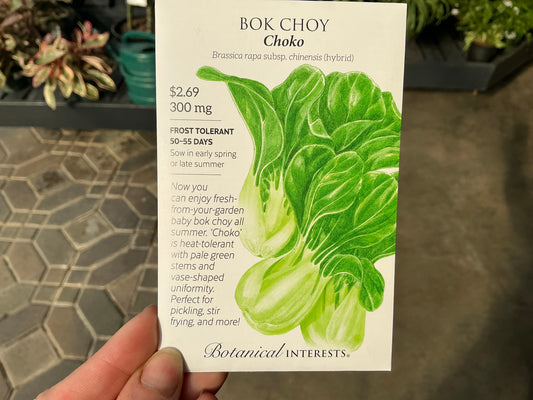 BOK CHOY
Choko
Brassica rapa subsp. chinensis (hybrid)
$2.69
300 mg
FROST TOLERANT
50-55 DAYS
Sow in early spring
or late summer
Now you
can enjoy fresh-
from-your-garden
baby bok choy all
summer. 'Choko'
is heat-tolerant
with pale green
stems and
vase-shaped
uniformity.
Perfect for
pickling, stir
frying, and more!
Botanical INTERESTS®